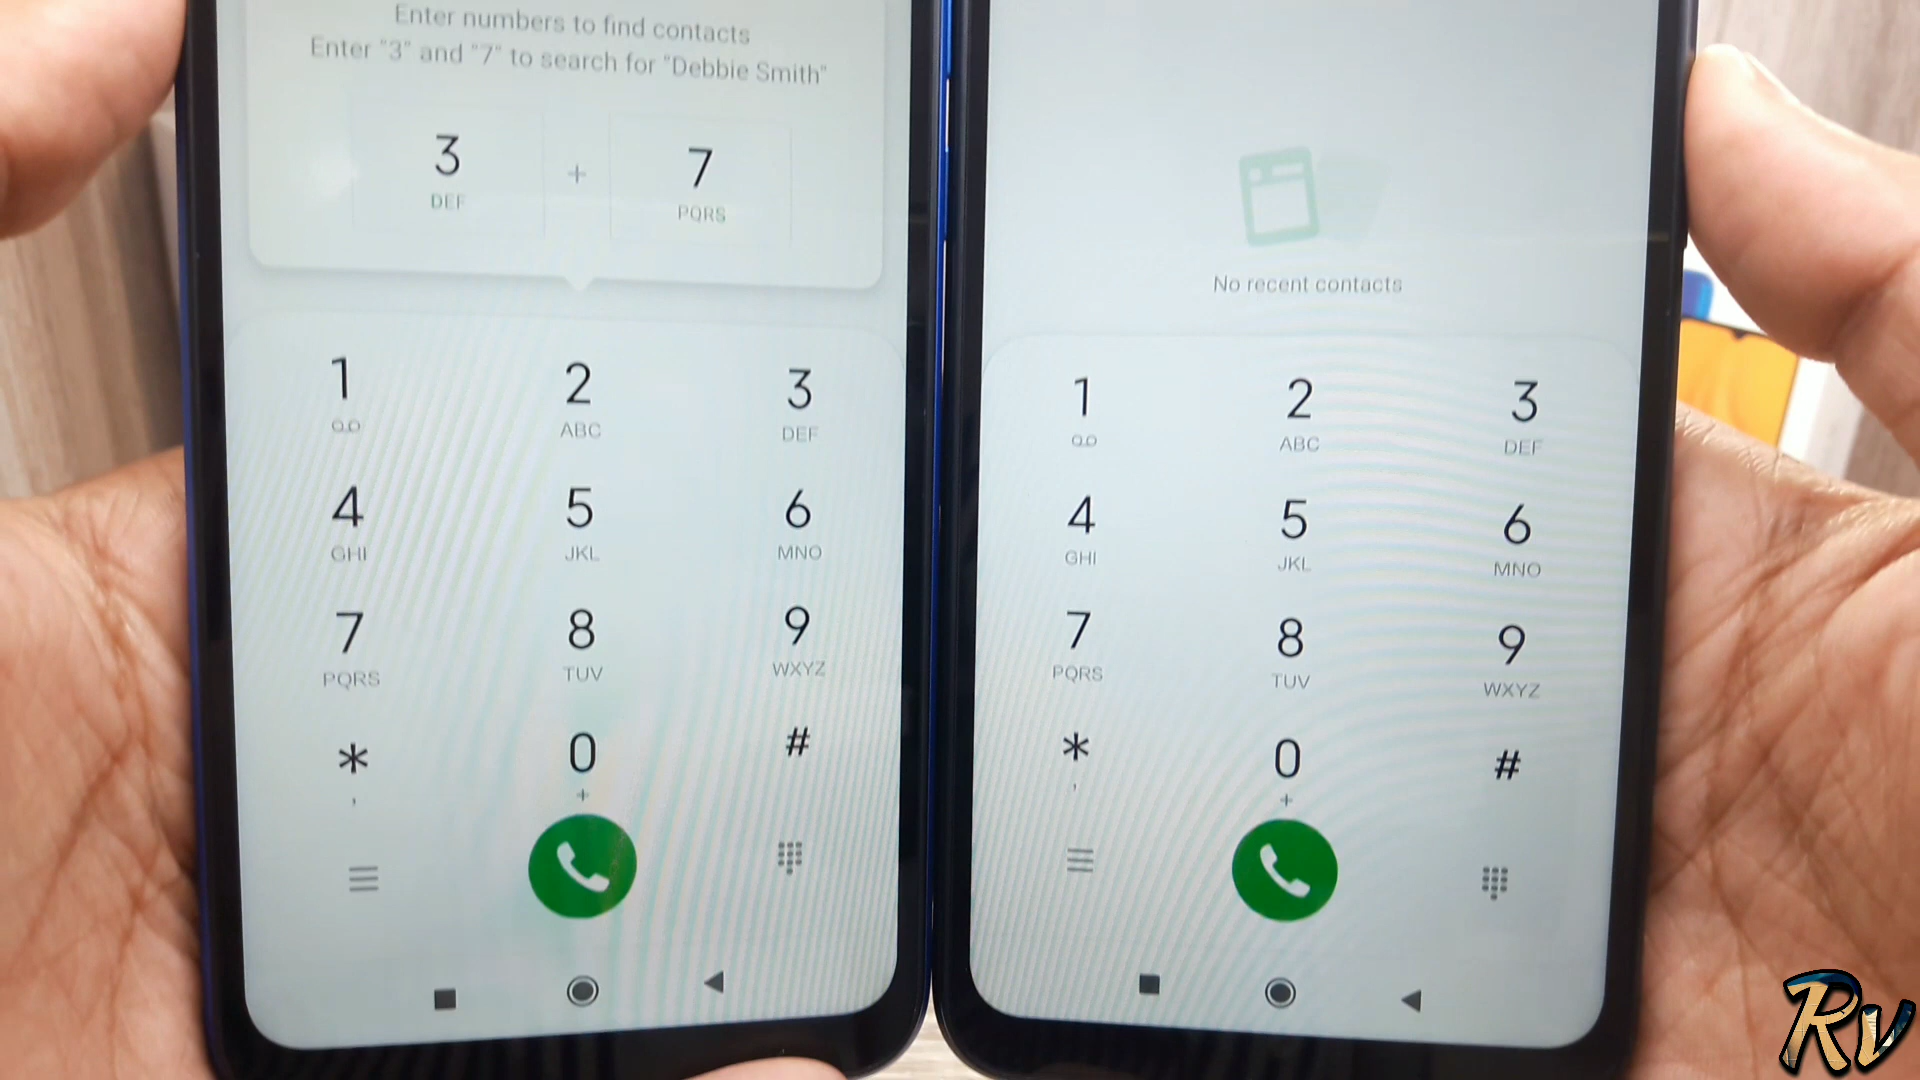 Enter numbers to find contacts
Enter "3" and "7" to search for "Debbie Smith"
3 + 7
DEF PQRS
1 2 3
ABC DEF
4 5 6
GHI JKL MNO
7 8 9
PQRS TUV WXYZ
* 0 #
, +
No recent contacts
1 2 3
ABC DEF
4 5 6
GHI JKL MNO
7 8 9
PQRS TUV WXYZ
* 0 #
, +
Rv